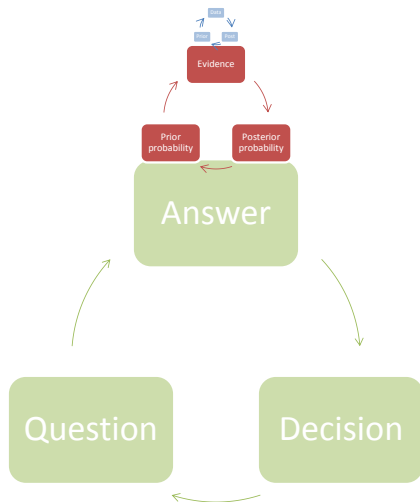 Data
Prior
Post
Evidence
Prior
probability
Posterior
probability
Answer
Question
Decision